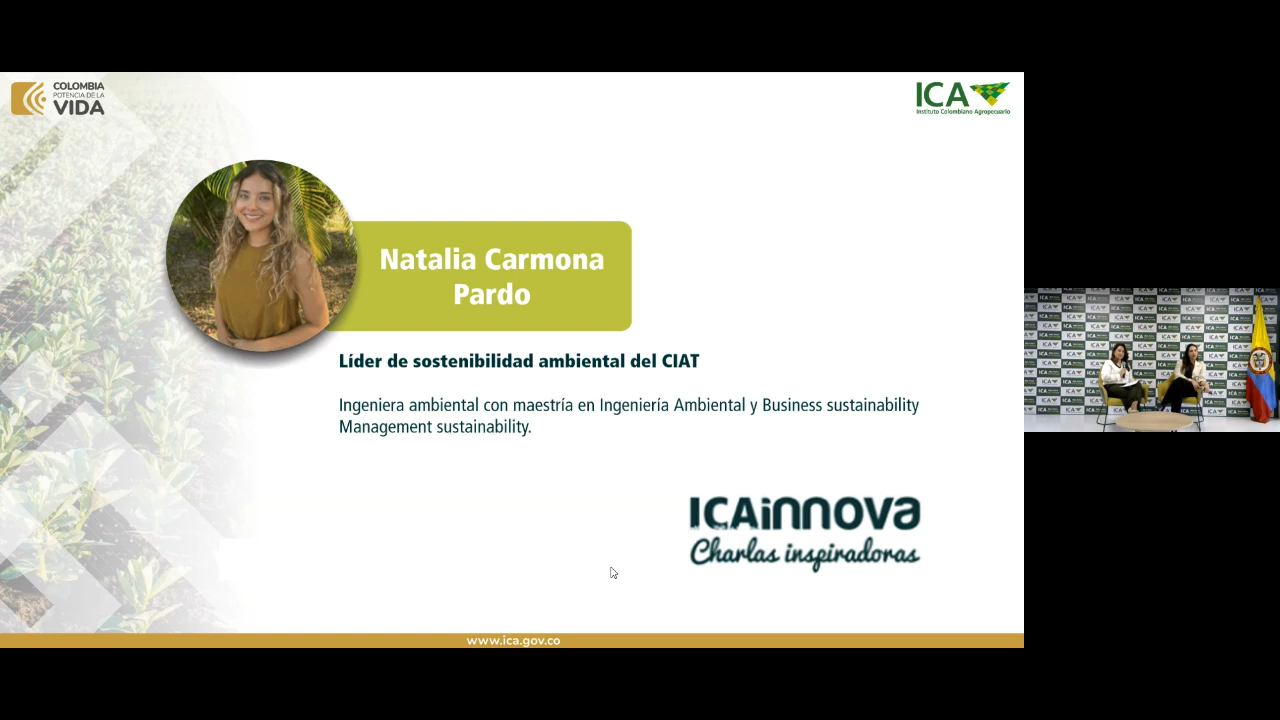 COLOMBIA
POTENCIA DE LA
VIDA
ICA
Instituto Colombiano Agropecuario
Natalia Carmona
Pardo
Líder de sostenibilidad ambiental del CIAT
Ingeniera ambiental con maestría en Ingeniería Ambiental y Business sustainability
Management sustainability.
ICAinnova
Charlas inspiradoras
www.ica.gov.co